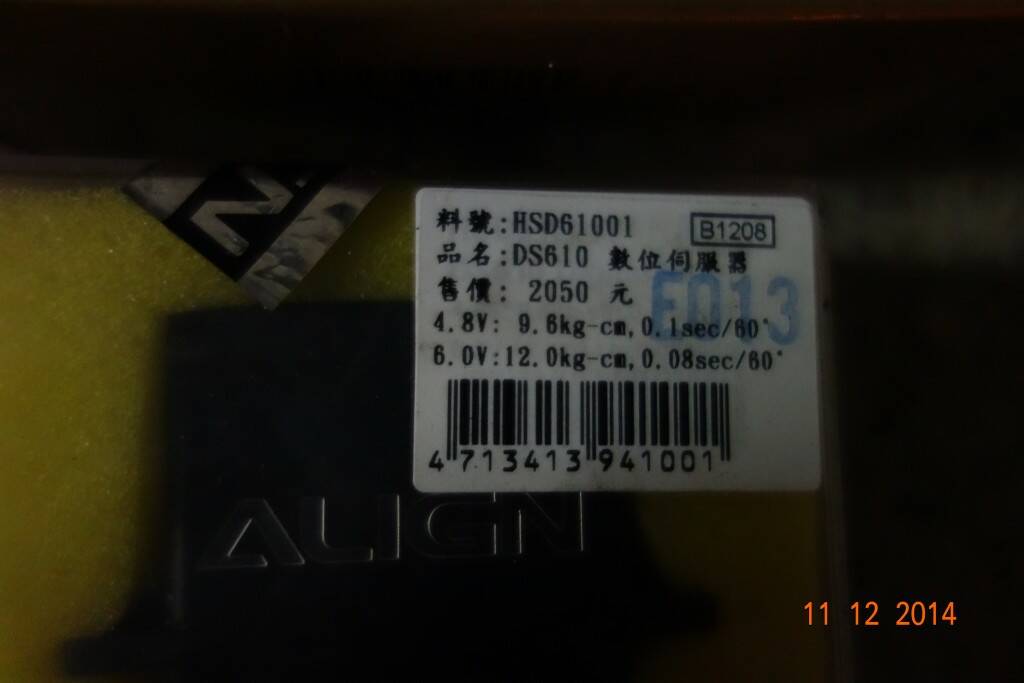 料號:HSD61001
B1208
品名:DS610 數位伺服器
售價: 2050 元
E013
4.8V: 9.6kg-cm,0.1sec/60°
6.0V:12.0kg-cm,0.08sec/60°
4 713413 941001
ALIGN
11 12 2014